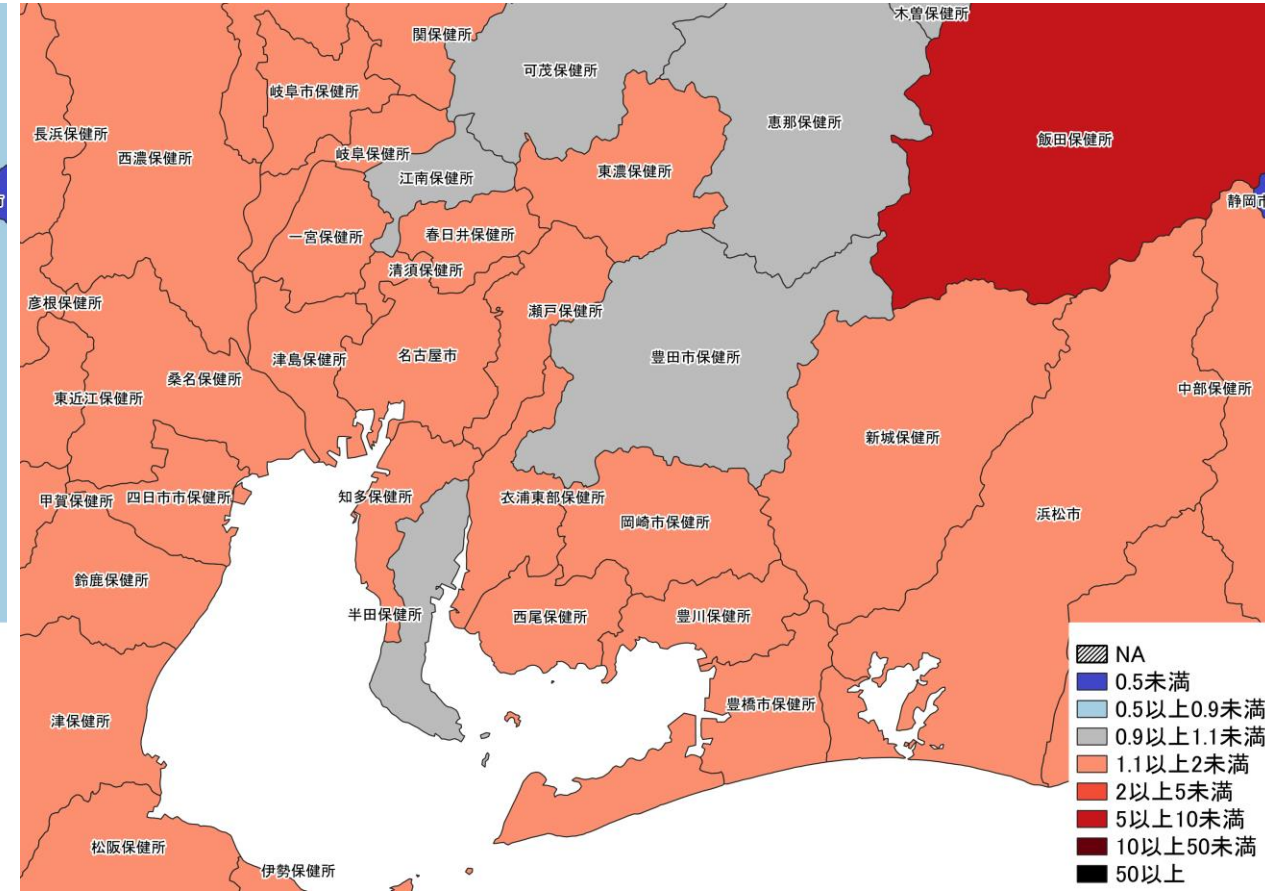 木曽保健所
関保健所
可茂保健所
岐阜市保健所
恵那保健所
長浜保健所
飯田保健所
西濃保健所
岐阜保健所
東濃保健所
江南保健所
市
静岡市
一宮保健所
春日井保健所
清須保健所
彦根保健所
瀬戸保健所
津島保健所
名古屋市
豊田市保健所
桑名保健所
中部保健所
東近江保健所
新城保健所
甲賀保健所
四日市市保健所
知多保健所
衣浦東部保健所
岡崎市保健所
浜松市
鈴鹿保健所
半田保健所
西尾保健所
豊川保健所
津保健所
豊橋市保健所
松阪保健所
伊勢保健所
NA
0.5未満
0.5以上0.9未満
0.9以上1.1未満
1.1以上2未満
2以上5未満
5以上10未満
10以上50未満
50以上